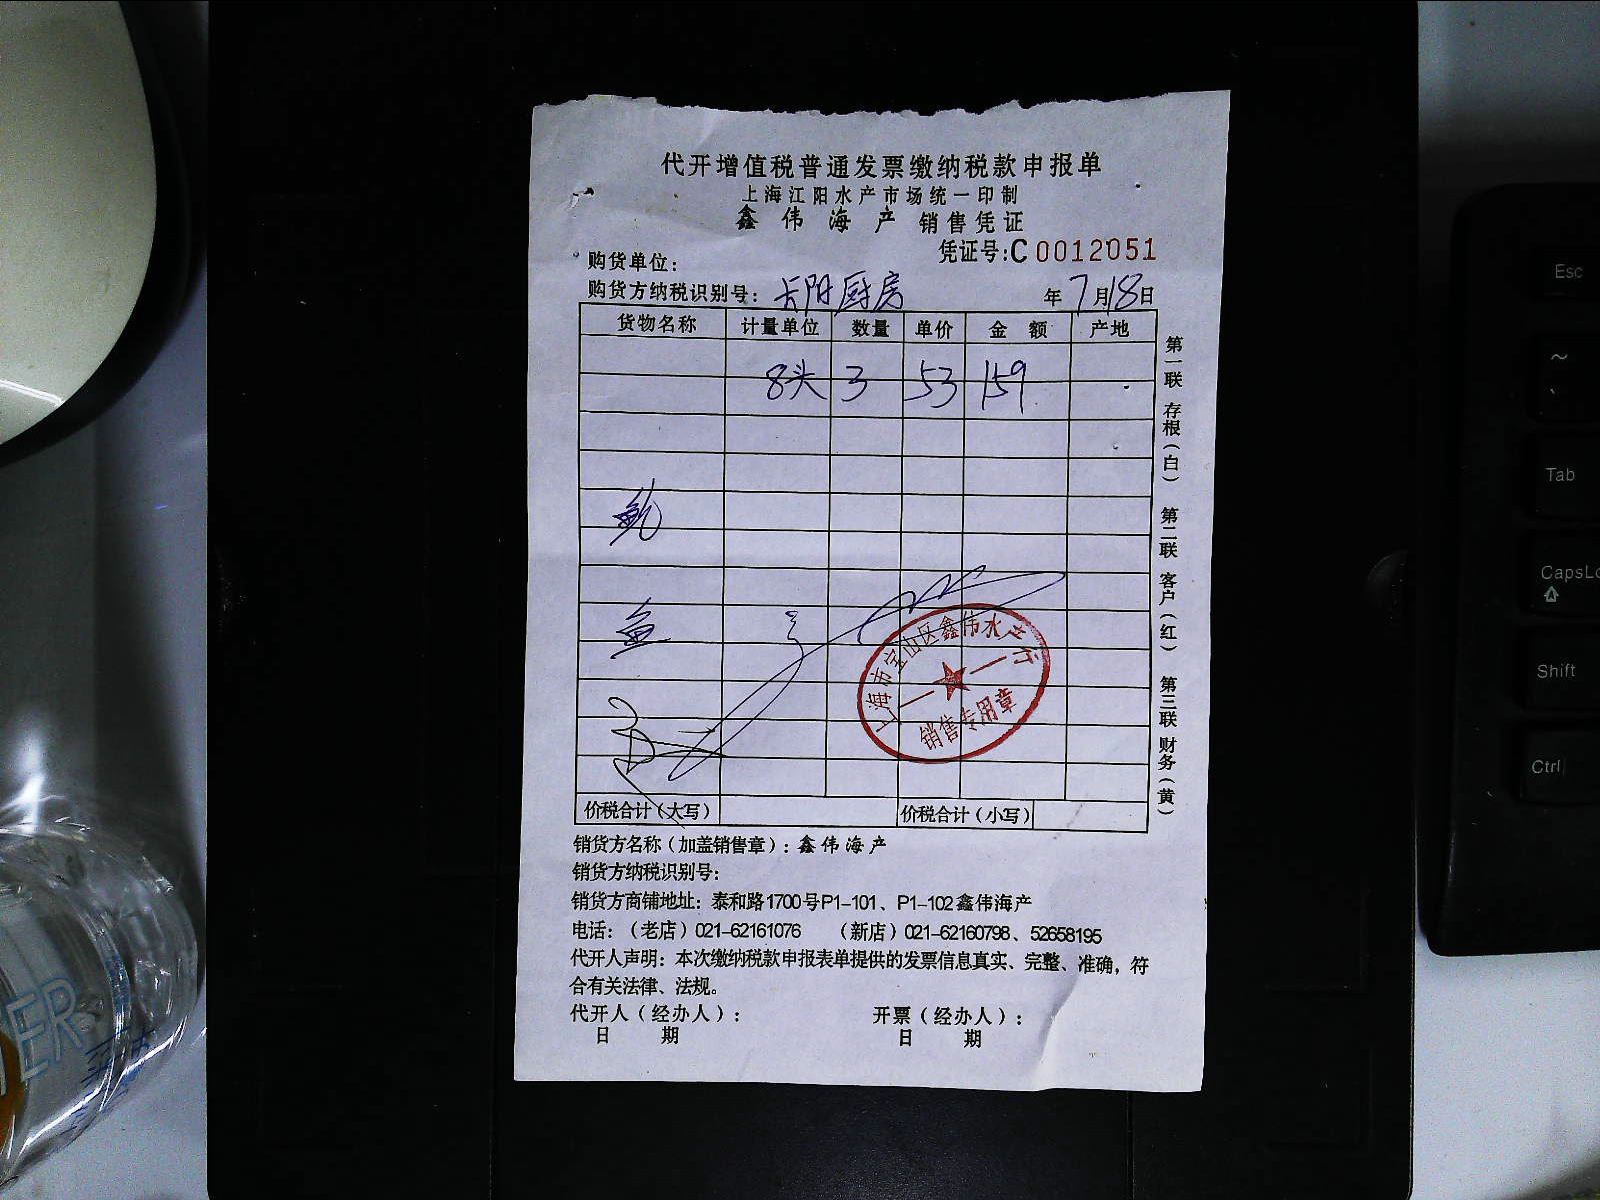 代开增值税普通发票缴纳税款申报单
上海江阳水产市场统一印制
鑫伟海产 销售凭证
凭证号:C 0012051
购货单位:
购货方纳税识别号: 长阳厨房 年7月18日
货物名称 计量单位 数量 单价 金额 产地
8头 3 53 159
鲍
鱼
价税合计(大写) 价税合计(小写)
第一联 存根(白) 第二联 客户(红) 第三联 财务(黄)
上海市宝山区鑫伟水产行
销售专用章
销货方名称(加盖销售章):鑫伟海产
销货方纳税识别号:
销货方商铺地址:泰和路1700号P1-101、P1-102鑫伟海产
电话:(老店)021-62161076 (新店)021-62160798、52658195
代开人声明:本次缴纳税款申报表单提供的发票信息真实、完整、准确,符
合有关法律、法规。
代开人(经办人): 开票(经办人):
日期 日期
Esc
~
`
Tab
CapsLo
Shift
Ctrl
TER